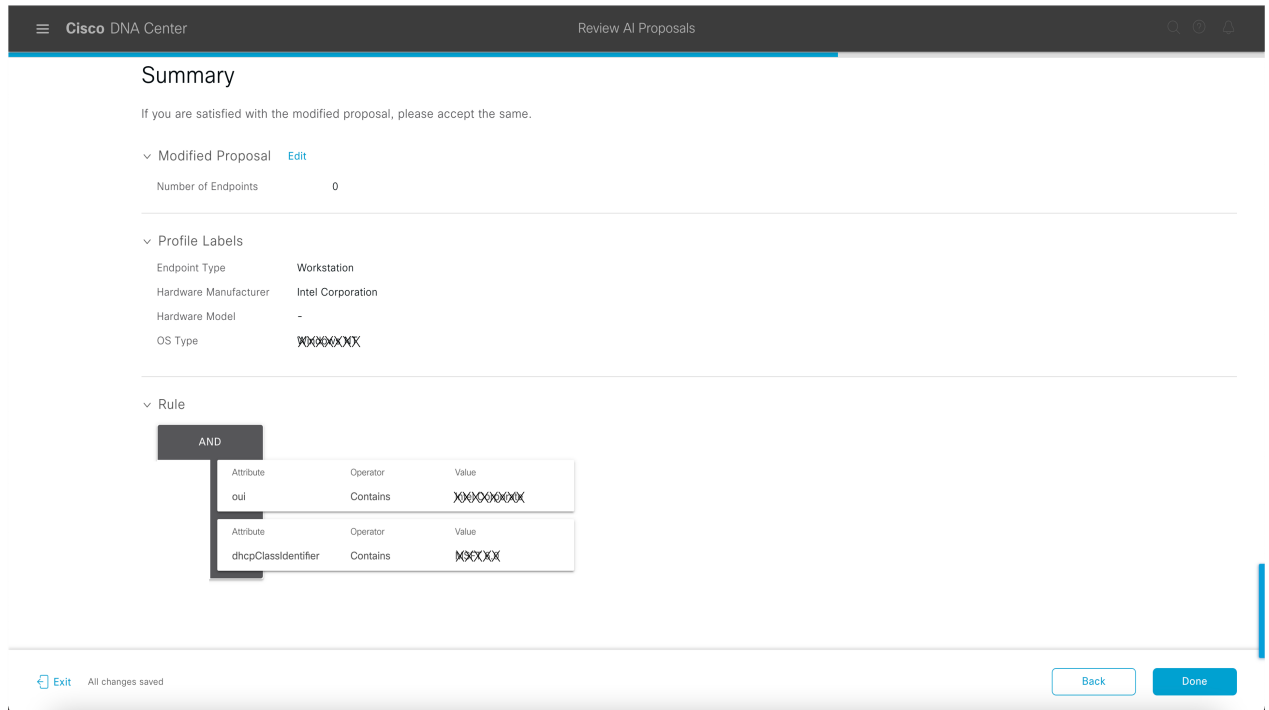 Cisco DNA Center
Review AI Proposals
Summary
If you are satisfied with the modified proposal, please accept the same.
Modified Proposal Edit
Number of Endpoints 0
Profile Labels
Endpoint Type Workstation
Hardware Manufacturer Intel Corporation
Hardware Model -
OS Type
Rule
AND
Attribute Operator Value
oui Contains
Attribute Operator Value
dhcpClassIdentifier Contains
Exit All changes saved
Back Done